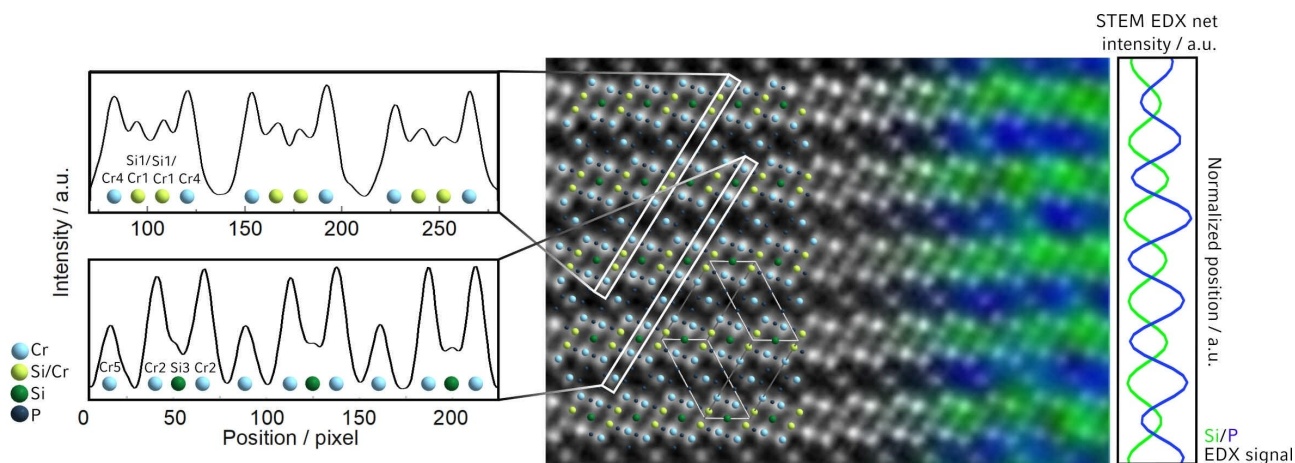 STEM EDX net
intensity / a.u.
Intensity / a.u.
Si1/Si1/
Cr4 Cr1 Cr1 Cr4
100 150 200 250
Cr5 Cr2 Si3 Cr2
0 50 100 150 200
Position / pixel
Cr
Si/Cr
Si
P
Normalized position / a.u.
Si/P
EDX signal